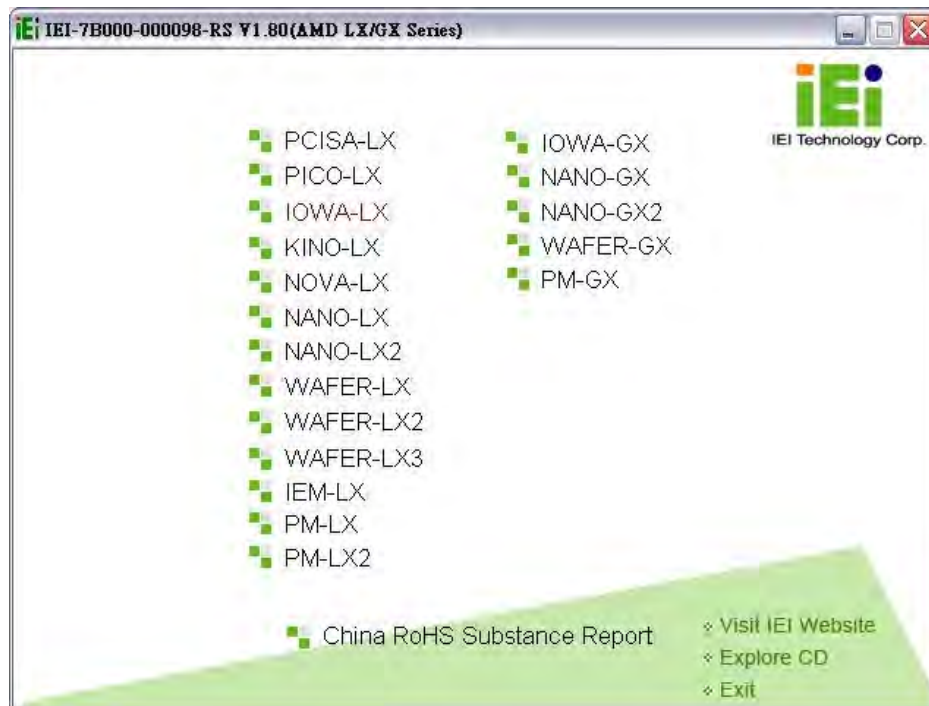 iEi IEI-7B000-000098-RS V1.80(AMD LX/GX Series)
iEi
IEI Technology Corp.
PCISA-LX
PICO-LX
IOWA-LX
KINO-LX
NOVA-LX
NANO-LX
NANO-LX2
WAFER-LX
WAFER-LX2
WAFER-LX3
IEM-LX
PM-LX
PM-LX2
IOWA-GX
NANO-GX
NANO-GX2
WAFER-GX
PM-GX
China RoHS Substance Report
Visit IEI Website
Explore CD
Exit